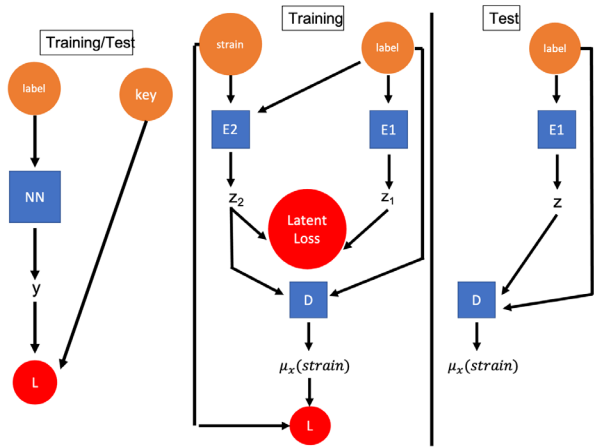 Training/Test
label
key
NN
y
L
Training
strain
label
E2
E1
z2
z1
Latent
Loss
D
μx(strain)
L
Test
label
E1
z
D
μx(strain)